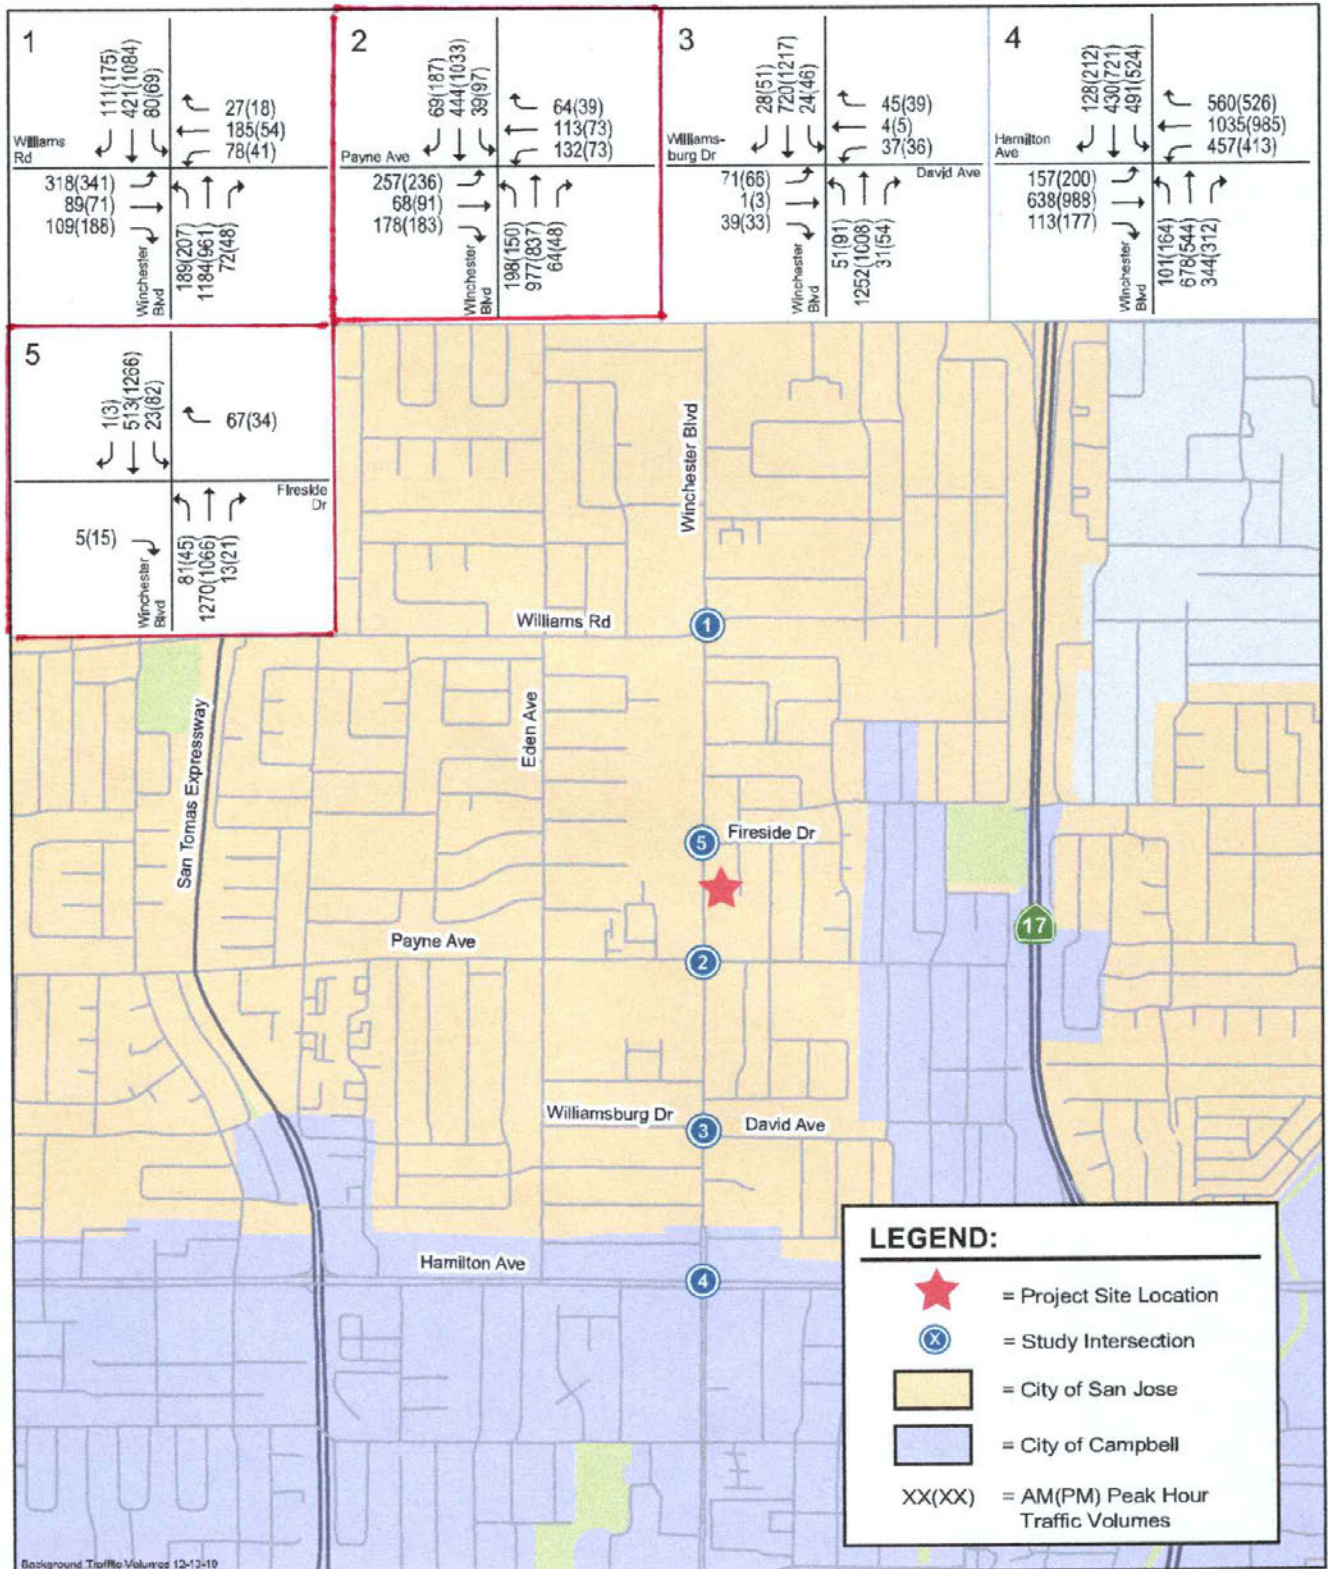 1
111(175)
421(1084)
80(69)
27(18)
185(54)
78(41)
Williams
Rd
318(341)
89(71)
109(188)
Winchester
Blvd
189(207)
1184(961)
72(48)
2
69(187)
444(1033)
39(97)
64(39)
113(73)
132(73)
Payne Ave
257(236)
68(91)
178(183)
Winchester
Blvd
198(150)
977(837)
64(48)
3
28(51)
720(1217)
24(46)
45(39)
4(5)
37(36)
Williams-
burg Dr
David Ave
71(66)
1(3)
39(33)
Winchester
Blvd
51(91)
1252(1008)
31(54)
4
128(212)
430(721)
491(524)
560(526)
1035(985)
457(413)
Hamilton
Ave
157(200)
638(988)
113(177)
Winchester
Blvd
101(164)
678(544)
344(312)
5
1(3)
513(1266)
23(82)
67(34)
Fireside
Dr
5(15)
Winchester
Blvd
81(45)
1270(1066)
13(21)
Winchester Blvd
Williams Rd
1
San Tomas Expressway
Eden Ave
5
Fireside Dr
17
Payne Ave
2
Williamsburg Dr
3
David Ave
Hamilton Ave
4
LEGEND:
= Project Site Location
X
= Study Intersection
= City of San Jose
= City of Campbell
XX(XX)
= AM(PM) Peak Hour
Traffic Volumes
Background Traffic Volumes 12-13-19